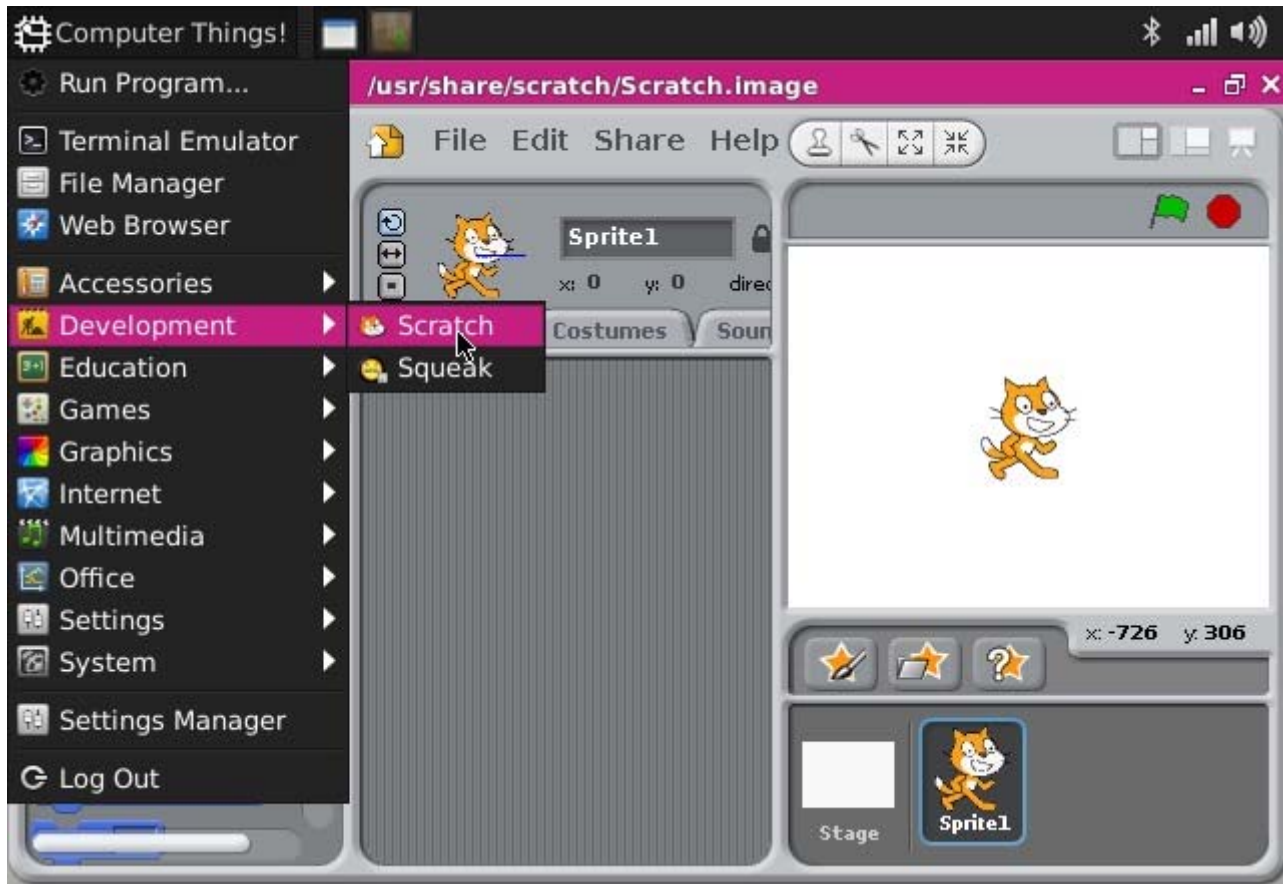 Computer Things!
Run Program...
Terminal Emulator
File Manager
Web Browser
Accessories
Development
Education
Games
Graphics
Internet
Multimedia
Office
Settings
System
Settings Manager
Log Out
Scratch
Squeak
/usr/share/scratch/Scratch.image
File Edit Share Help
Sprite1
x: 0 y: 0 direc
Costumes Soun
x: -726 y: 306
Stage
Sprite1